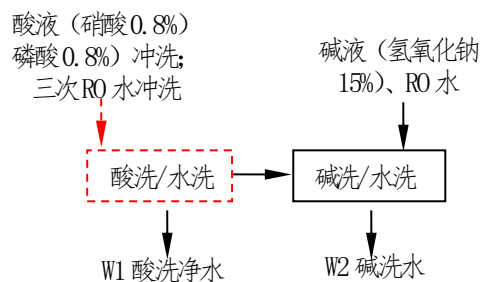 酸液（硝酸0.8%）
磷酸0.8%）冲洗;
三次RO 水冲洗
碱液（氢氧化钠
15%）、RO 水
酸洗/水洗
碱洗/水洗
W1 酸洗净水
W2 碱洗水